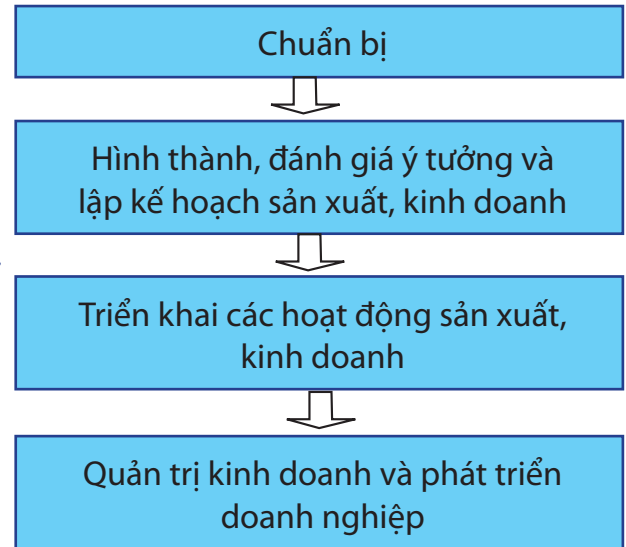 Chuẩn bị
Hình thành, đánh giá ý tưởng và
lập kế hoạch sản xuất, kinh doanh
Triển khai các hoạt động sản xuất,
kinh doanh
Quản trị kinh doanh và phát triển
doanh nghiệp